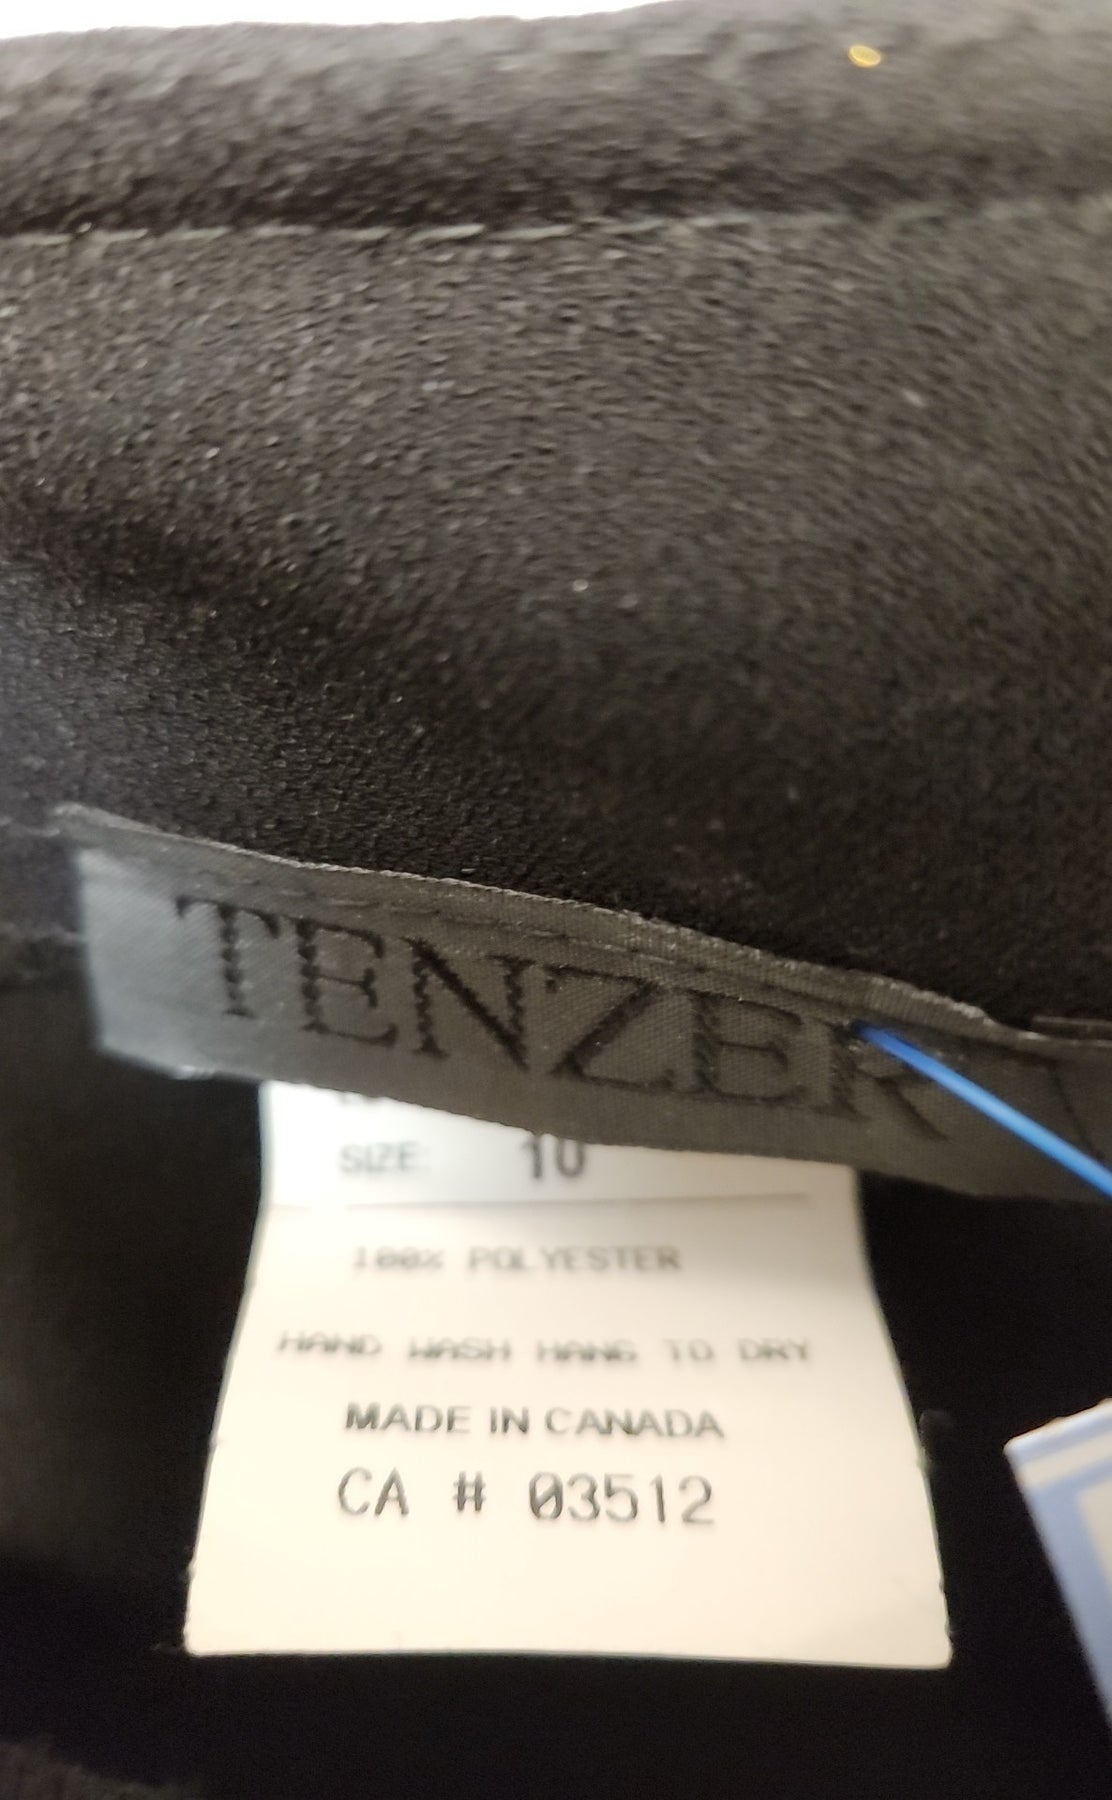 TENZER
SIZE: 10
100% POLYESTER
HAND WASH HANG TO DRY
MADE IN CANADA
CA # 03512